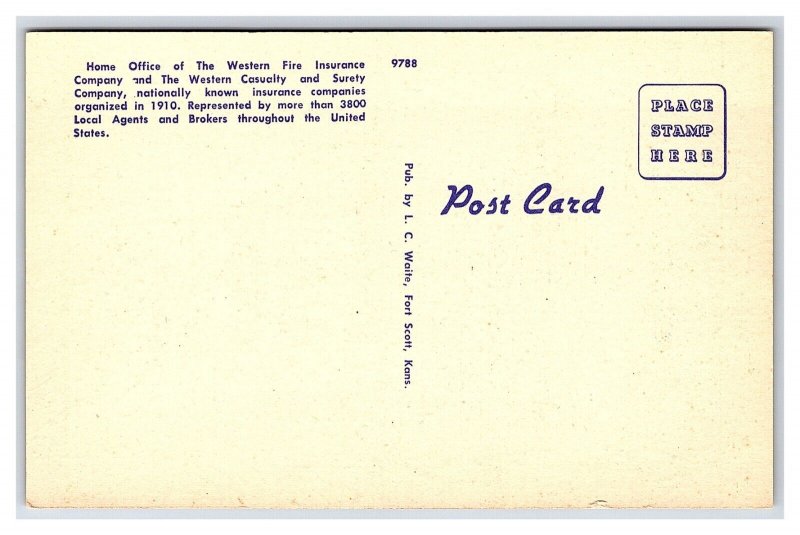 Home Office of The Western Fire Insurance
Company and The Western Casualty and Surety
Company, nationally known insurance companies
organized in 1910. Represented by more than 3800
Local Agents and Brokers throughout the United
States.
9788
PLACE
STAMP
HERE
Post Card
Pub. by L. C. Waite, Fort Scott, Kans.